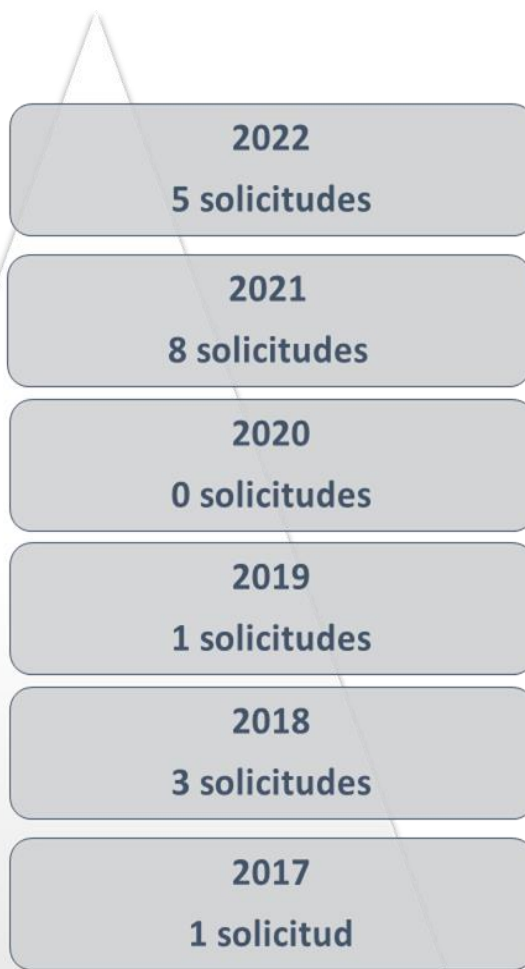 2022
5 solicitudes
2021
8 solicitudes
2020
0 solicitudes
2019
1 solicitudes
2018
3 solicitudes
2017
1 solicitud